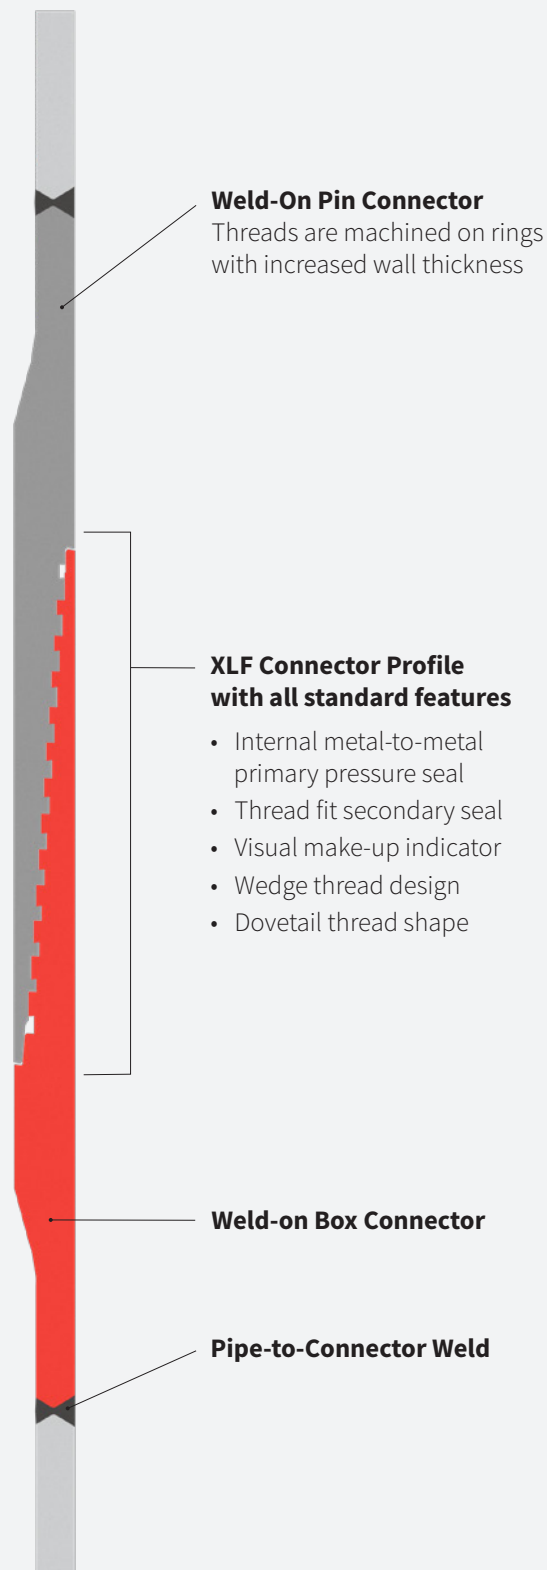 Weld-On Pin Connector
Threads are machined on rings
with increased wall thickness
XLF Connector Profile
with all standard features
• Internal metal-to-metal
primary pressure seal
• Thread fit secondary seal
• Visual make-up indicator
• Wedge thread design
• Dovetail thread shape
Weld-on Box Connector
Pipe-to-Connector Weld